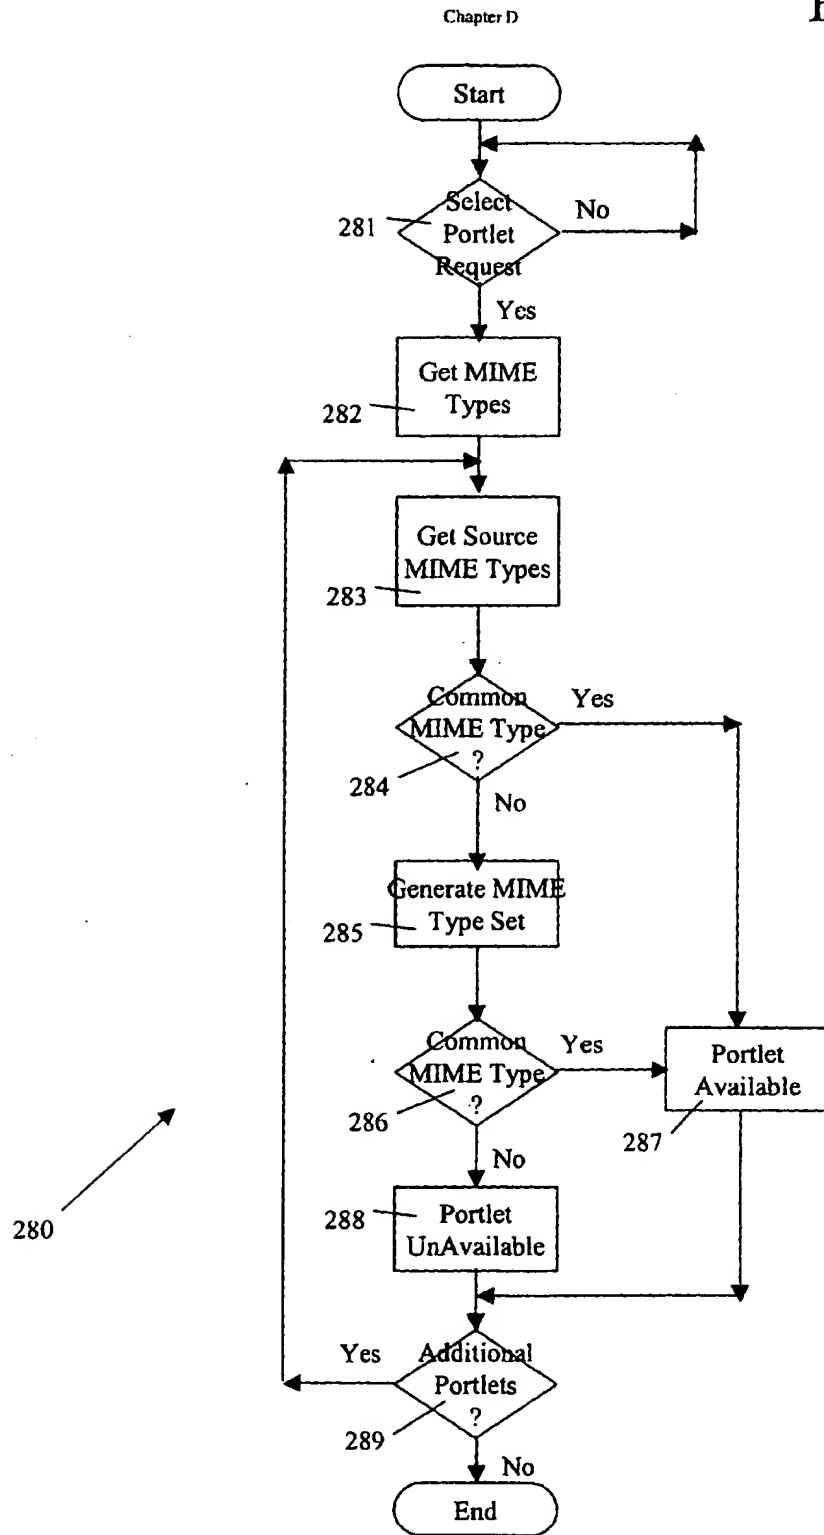 Chapter D
Start
281
Select
Portlet
Request
No
Yes
Get MIME
Types
282
Get Source
MIME Types
283
Common
MIME Type
?
Yes
284
No
Generate MIME
Type Set
285
Common
MIME Type
?
Yes
286
Portlet
Available
287
No
288
Portlet
UnAvailable
280
Yes
Additional
Portlets
?
289
No
End